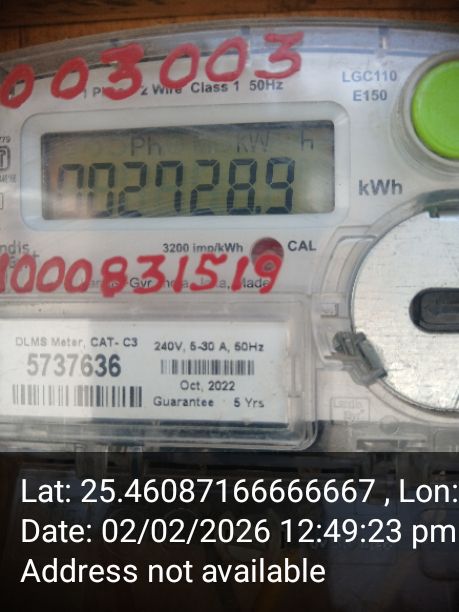 003003
2 Wire Class 1 50Hz
LGC110
E150
Ph kW h
002728.9
kWh
3200 imp/kWh CAL
1000831519
DLMS Meter, CAT- C3
5737636
240V, 5-30 A, 50Hz
Oct, 2022
Guarantee 5 Yrs
Lat: 25.46087166666667 , Lon:
Date: 02/02/2026 12:49:23 pm
Address not available